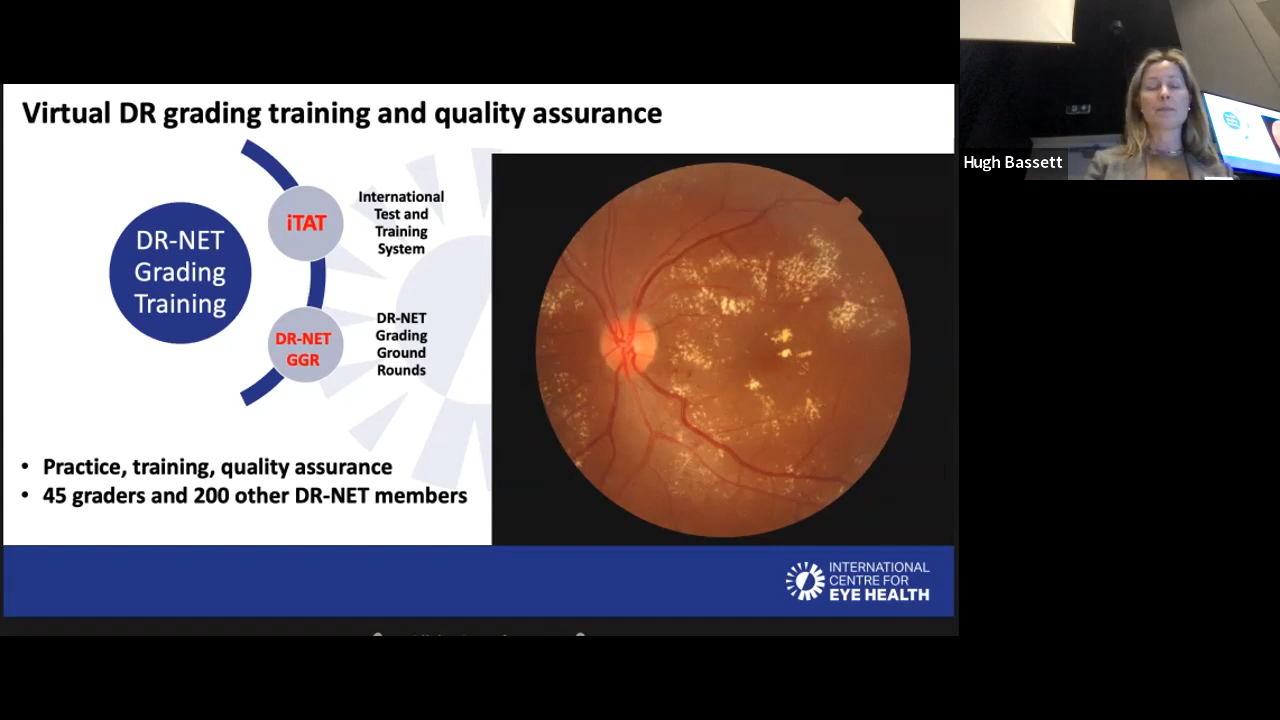 Virtual DR grading training and quality assurance
DR-NET
Grading
Training
iTAT
International
Test and
Training
System
DR-NET
GGR
DR-NET
Grading
Ground
Rounds
• Practice, training, quality assurance
• 45 graders and 200 other DR-NET members
INTERNATIONAL
CENTRE FOR
EYE HEALTH
Hugh Bassett